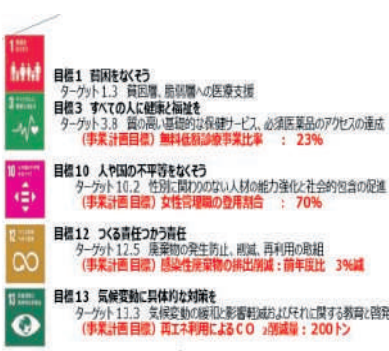 目標1 貧困をなくそう
ターゲット1.3 貧困層、脆弱層への医療支援
目標3 すべての人に健康と福祉を
ターゲット3.8 質の高い基礎的な保健サービス、必須医薬品のアクセスの達成
(事業計画目標) 無料低額診療事業比率 : 23%
目標10 人や国の不平等をなくそう
ターゲット10.2 性別に関わりのない人材の能力強化と社会的包含の促進
(事業計画目標) 女性管理職の登用割合 : 70%
目標12 つくる責任つかう責任
ターゲット12.5 廃棄物の発生防止、削減、再利用の取組
(事業計画目標) 感染性廃棄物の排出削減:前年度比 3%減
目標13 気候変動に具体的な対策を
ターゲット13.3 気候変動の緩和と影響軽減およびそれに関する教育と啓発
(事業計画目標) 再エネ利用によるCO 2削減量:200トン
1
3
10
12
13